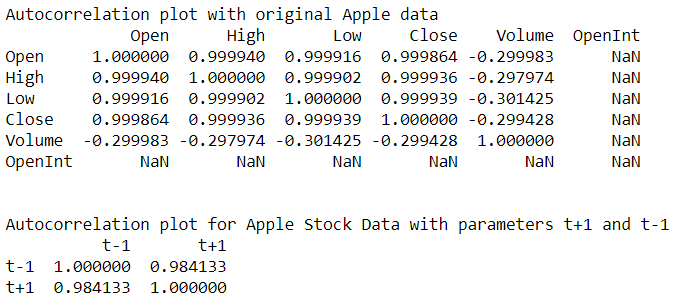 Autocorrelation plot with original Apple data
Open High Low Close Volume OpenInt
Open 1.000000 0.999940 0.999916 0.999864 -0.299983 NaN
High 0.999940 1.000000 0.999902 0.999936 -0.297974 NaN
Low 0.999916 0.999902 1.000000 0.999939 -0.301425 NaN
Close 0.999864 0.999936 0.999939 1.000000 -0.299428 NaN
Volume -0.299983 -0.297974 -0.301425 -0.299428 1.000000 NaN
OpenInt NaN NaN NaN NaN NaN NaN
Autocorrelation plot for Apple Stock Data with parameters t+1 and t-1
t-1 t+1
t-1 1.000000 0.984133
t+1 0.984133 1.000000